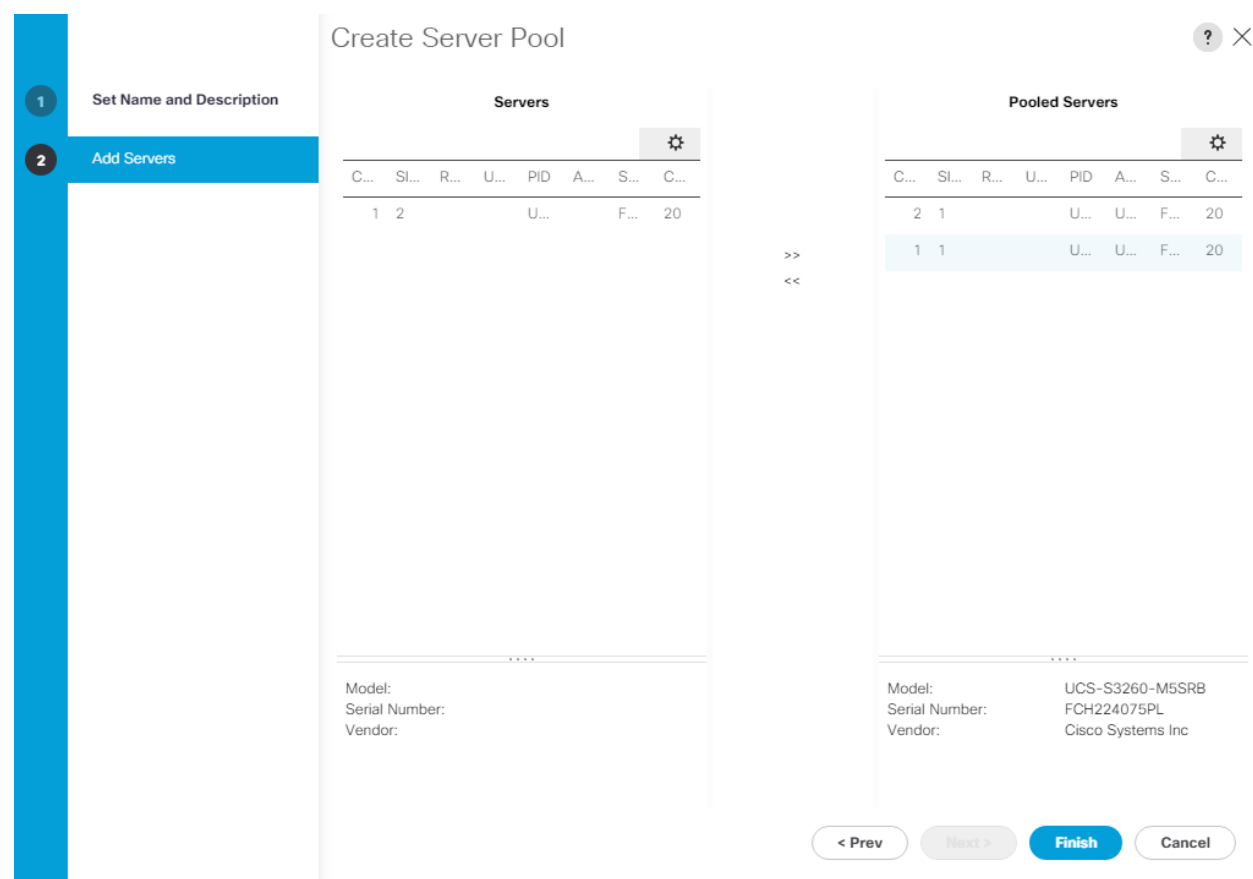 Create Server Pool
?
1 Set Name and Description
2 Add Servers
Servers
C... Sl... R... U... PID A... S... C...
1 2 U... F... 20
>>
<<
Pooled Servers
C... Sl... R... U... PID A... S... C...
2 1 U... U... F... 20
1 1 U... U... F... 20
Model:
Serial Number:
Vendor:
Model: UCS-S3260-M5SRB
Serial Number: FCH224075PL
Vendor: Cisco Systems Inc
< Prev Next > Finish Cancel